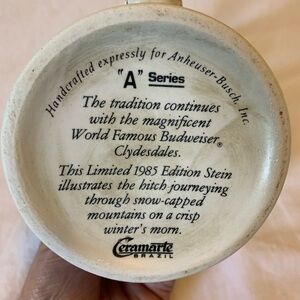 Handcrafted expressly for Anheuser-Busch, Inc.
"A" Series
The tradition continues
with the magnificent
World Famous Budweiser®
Clydesdales.
This Limited 1985 Edition Stein
illustrates the hitch journeying
through snow-capped
mountains on a crisp
winter's morn.
Ceramarte
BRAZIL